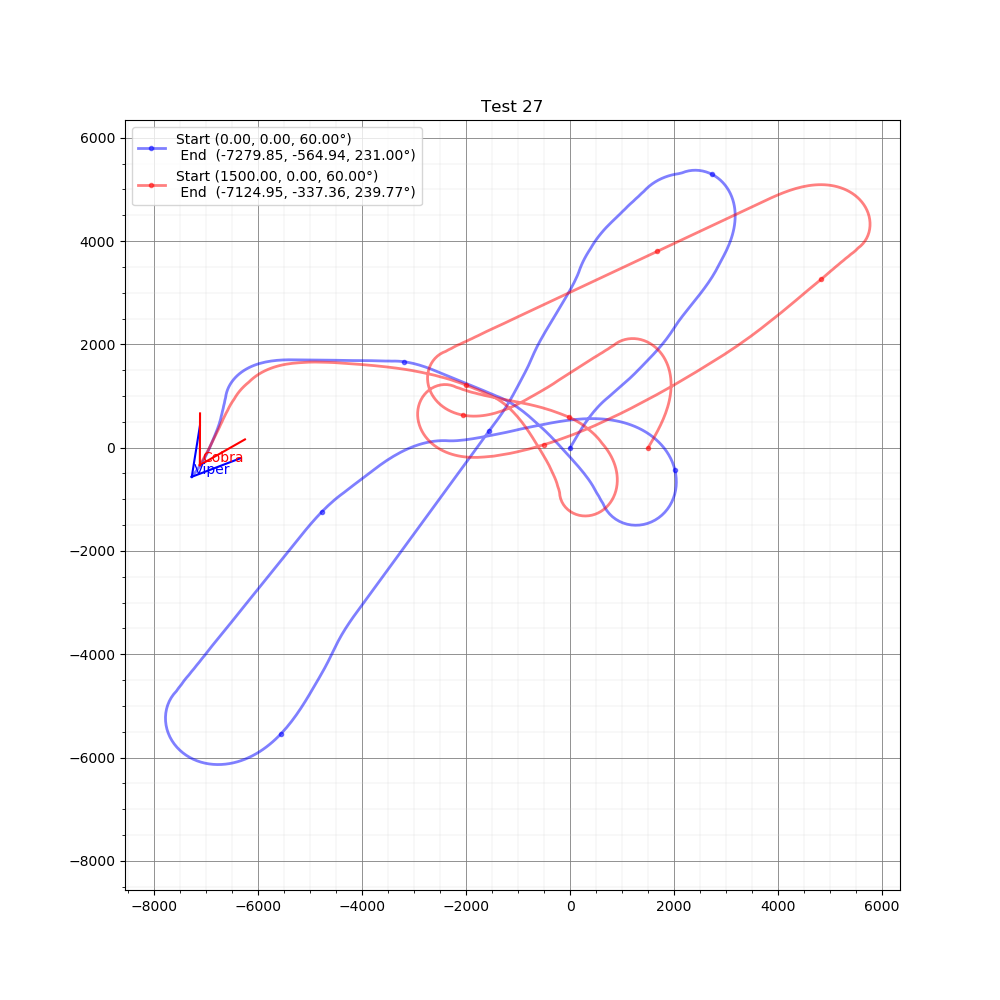 Test 27
Start (0.00, 0.00, 60.00°)
End (-7279.85, -564.94, 231.00°)
Start (1500.00, 0.00, 60.00°)
End (-7124.95, -337.36, 239.77°)
6000
4000
2000
0
−2000
−4000
−6000
−8000
Cobra
Viper
−8000 −6000 −4000 −2000 0 2000 4000 6000